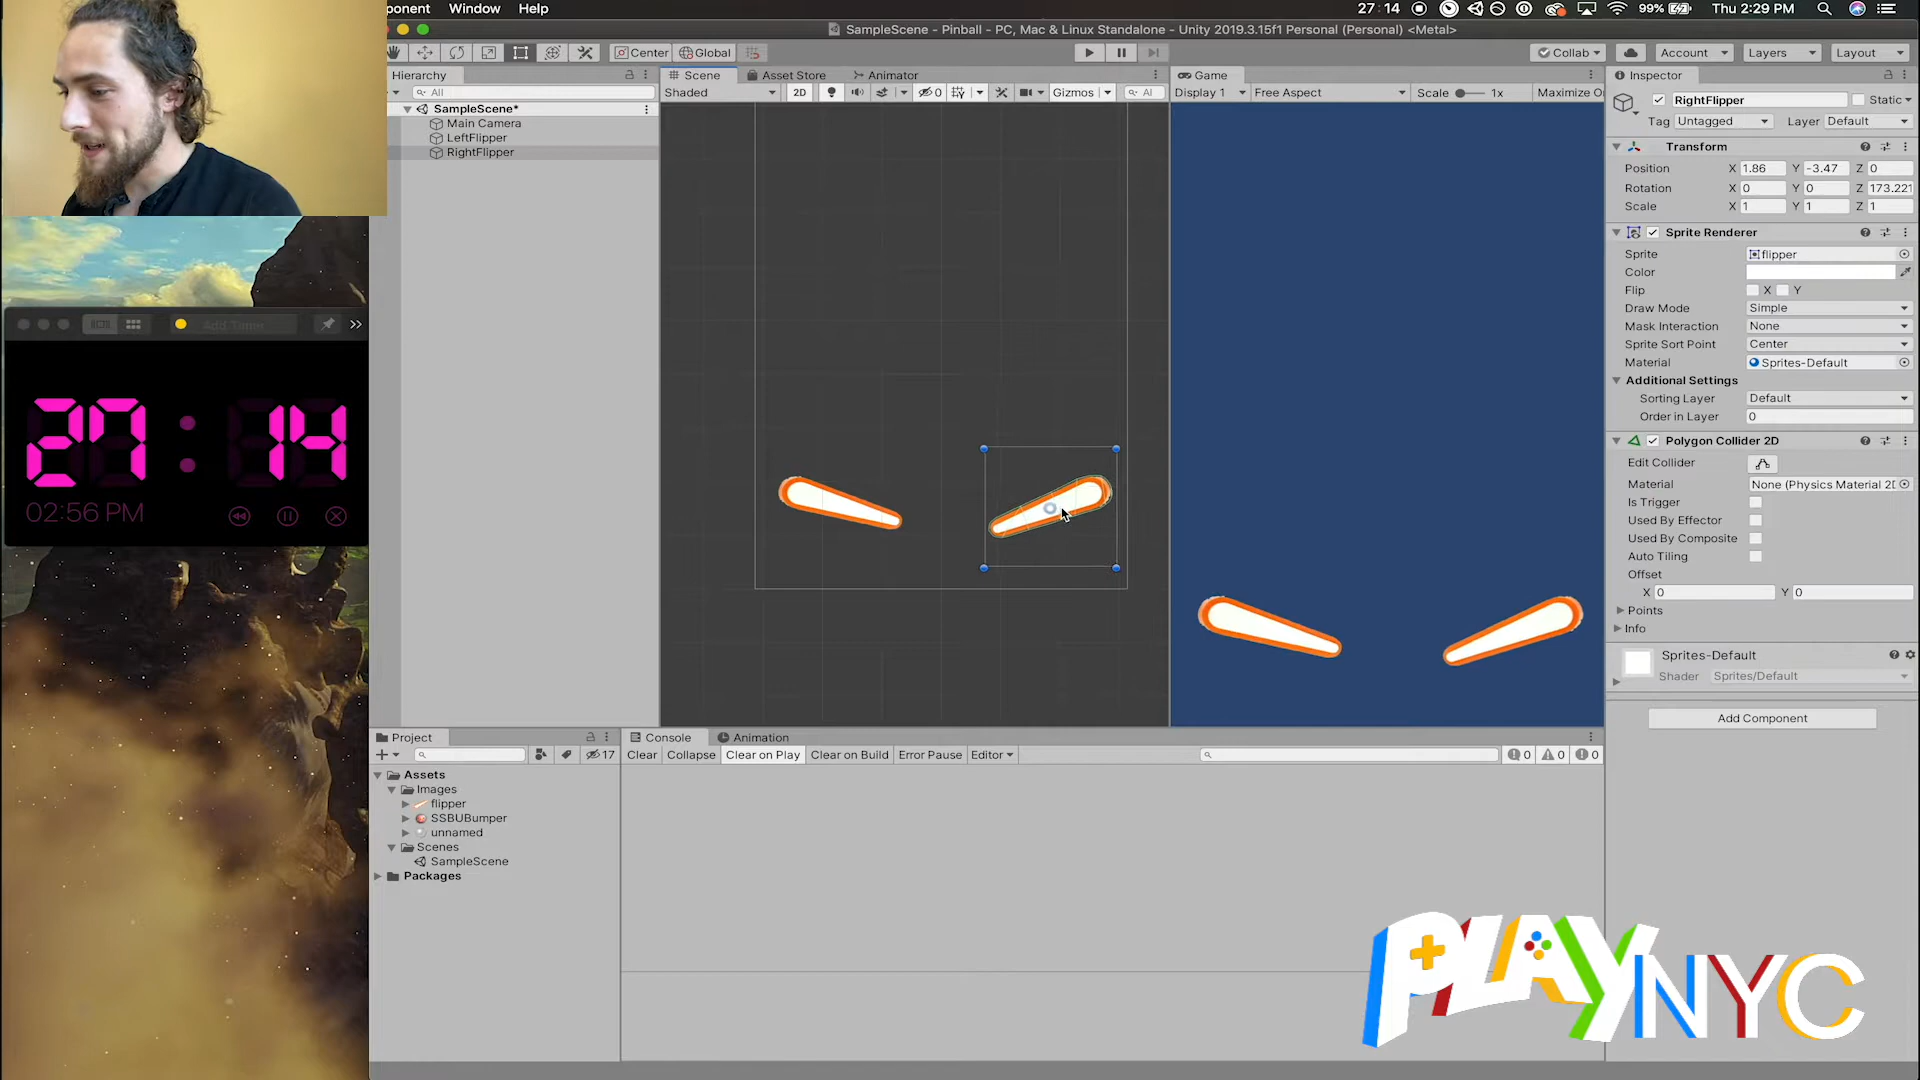 ponent Window Help
27:14 99% Thu 2:29 PM
SampleScene - Pinball - PC, Mac & Linux Standalone - Unity 2019.3.15f1 Personal (Personal) <Metal>
Center Global
Collab Account Layers Layout
Hierarchy
All
SampleScene*
Main Camera
LeftFlipper
RightFlipper
Scene Asset Store Animator
Shaded 2D 0 Gizmos Al
Game
Display 1 Free Aspect Scale 1x Maximize O
Inspector
RightFlipper Static
Tag Untagged Layer Default
Transform
Position X 1.86 Y -3.47 Z 0
Rotation X 0 Y 0 Z 173.221
Scale X 1 Y 1 Z 1
Sprite Renderer
Sprite flipper
Color
Flip X Y
Draw Mode Simple
Mask Interaction None
Sprite Sort Point Center
Material Sprites-Default
Additional Settings
Sorting Layer Default
Order in Layer 0
Polygon Collider 2D
Edit Collider
Material None (Physics Material 2D
Is Trigger
Used By Effector
Used By Composite
Auto Tiling
Offset
X 0 Y 0
Points
Info
Sprites-Default
Shader Sprites/Default
Add Component
Add Timer
27:14
02:56 PM
Project
17
Assets
Images
flipper
SSBUBumper
unnamed
Scenes
SampleScene
Packages
Console Animation
Clear Collapse Clear on Play Clear on Build Error Pause Editor 0 0 0
PLAY NYC